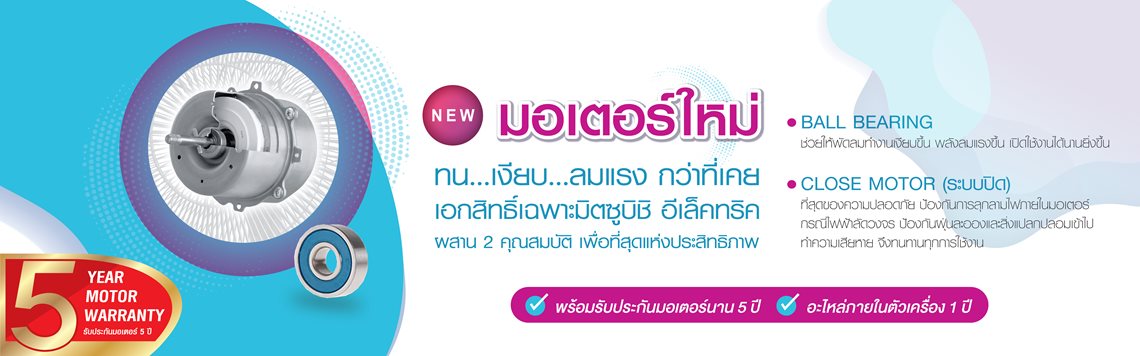 NEW
มอเตอร์ใหม่
ทน...เงียบ...ลมแรง กว่าที่เคย
เอกสิทธิ์เฉพาะมิตซูบิชิ อีเล็คทริค
ผสาน 2 คุณสมบัติ เพื่อที่สุดแห่งประสิทธิภาพ
• BALL BEARING
ช่วยให้พัดลมทำงานเงียบขึ้น พลังลมแรงขึ้น เปิดใช้งานได้นานยิ่งขึ้น
• CLOSE MOTOR (ระบบปิด)
ที่สุดของความปลอดภัย ป้องกันการลุกลามไฟภายในมอเตอร์
กรณีไฟฟ้าลัดวงจร ป้องกันฝุ่นละอองและสิ่งแปลกปลอมเข้าไป
ทำความเสียหาย จึงทนทานทุกการใช้งาน
5 YEAR
MOTOR
WARRANTY
รับประกันมอเตอร์ 5 ปี
พร้อมรับประกันมอเตอร์นาน 5 ปี อะไหล่ภายในตัวเครื่อง 1 ปี